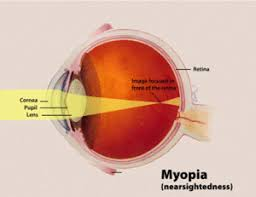 Retina
Image focused in
front of the retina
Cornea
Pupil
Lens
Myopia
(nearsightedness)